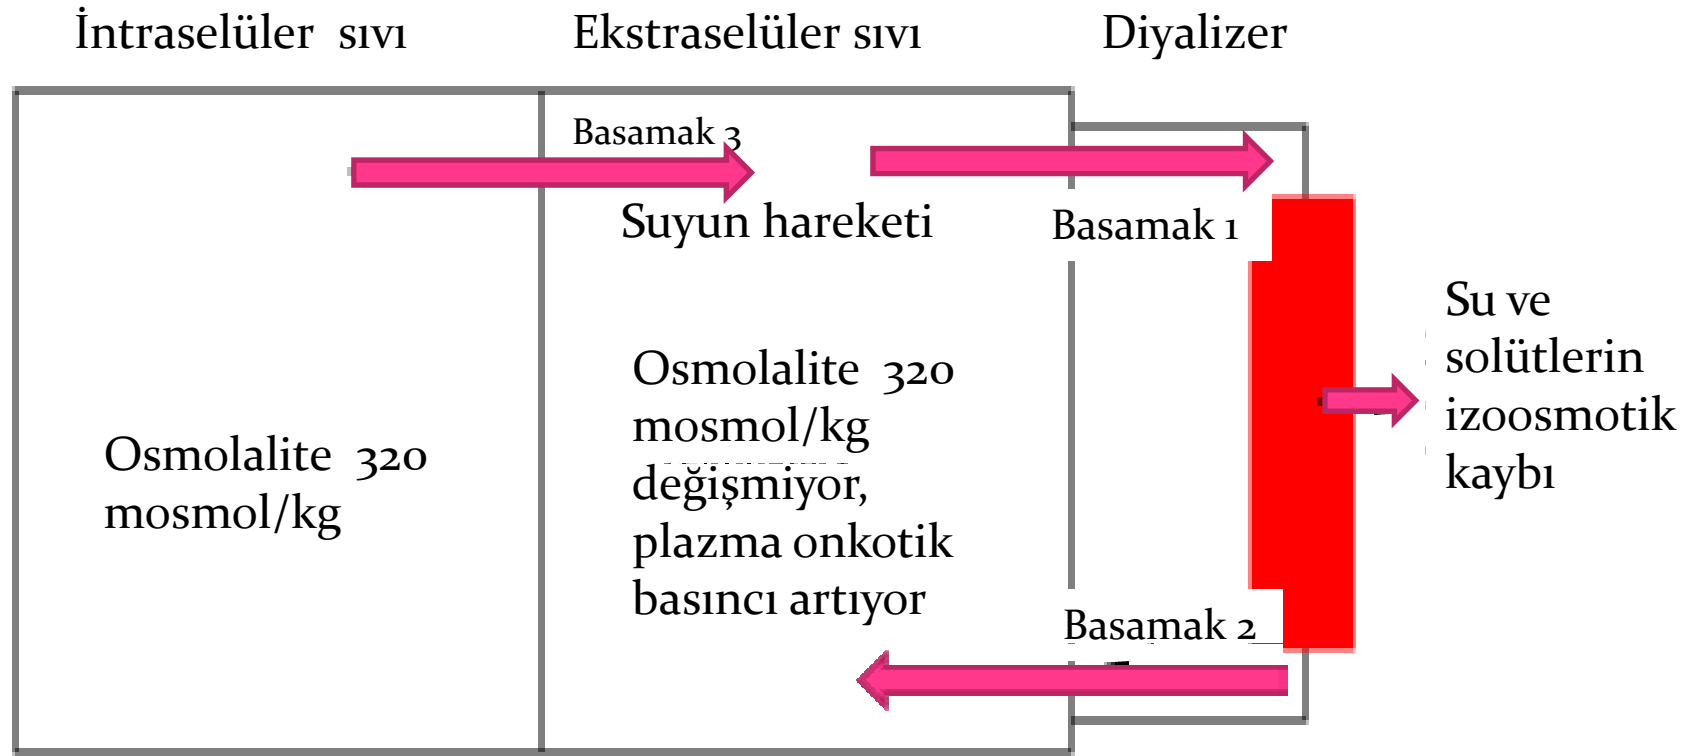 İntraselüler sıvı
Ekstraselüler sıvı
Diyalizer
Basamak 3
Suyun hareketi
Basamak 1
Osmolalite 320
mosmol/kg
Osmolalite 320
mosmol/kg
değişmiyor,
plazma onkotik
basıncı artıyor
Su ve
solütlerin
izoosmotik
kaybı
Basamak 2